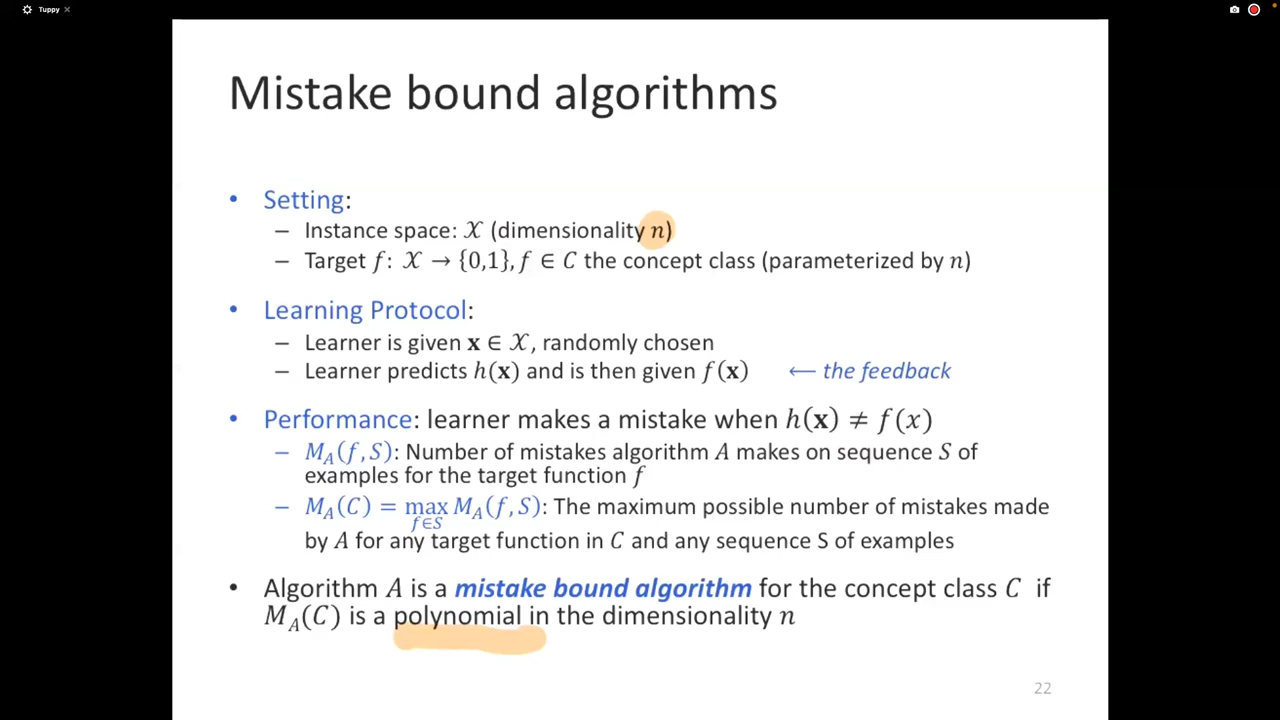 Tuppy ×
Mistake bound algorithms
• Setting:
– Instance space: 𝒳 (dimensionality n)
– Target f: 𝒳 → {0,1}, f ∈ C the concept class (parameterized by n)
• Learning Protocol:
– Learner is given 𝐱 ∈ 𝒳, randomly chosen
– Learner predicts h(𝐱) and is then given f(𝐱) ⟵ the feedback
• Performance: learner makes a mistake when h(𝐱) ≠ f(x)
– M_A(f, S): Number of mistakes algorithm A makes on sequence S of
examples for the target function f
– M_A(C) = max_{f∈S} M_A(f, S): The maximum possible number of mistakes made
by A for any target function in C and any sequence S of examples
• Algorithm A is a mistake bound algorithm for the concept class C if
M_A(C) is a polynomial in the dimensionality n
22